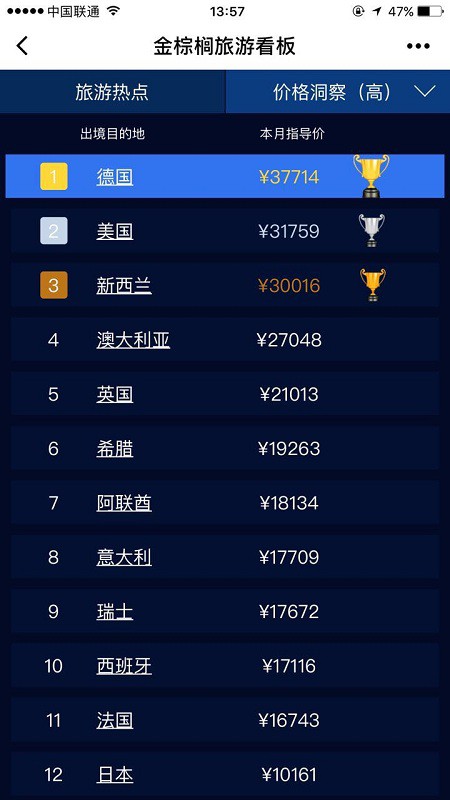 中国联通 13:57 47%
金棕榈旅游看板
旅游热点 价格洞察（高）
出境目的地 本月指导价
1 德国 ¥37714
2 美国 ¥31759
3 新西兰 ¥30016
4 澳大利亚 ¥27048
5 英国 ¥21013
6 希腊 ¥19263
7 阿联酋 ¥18134
8 意大利 ¥17709
9 瑞士 ¥17672
10 西班牙 ¥17116
11 法国 ¥16743
12 日本 ¥10161